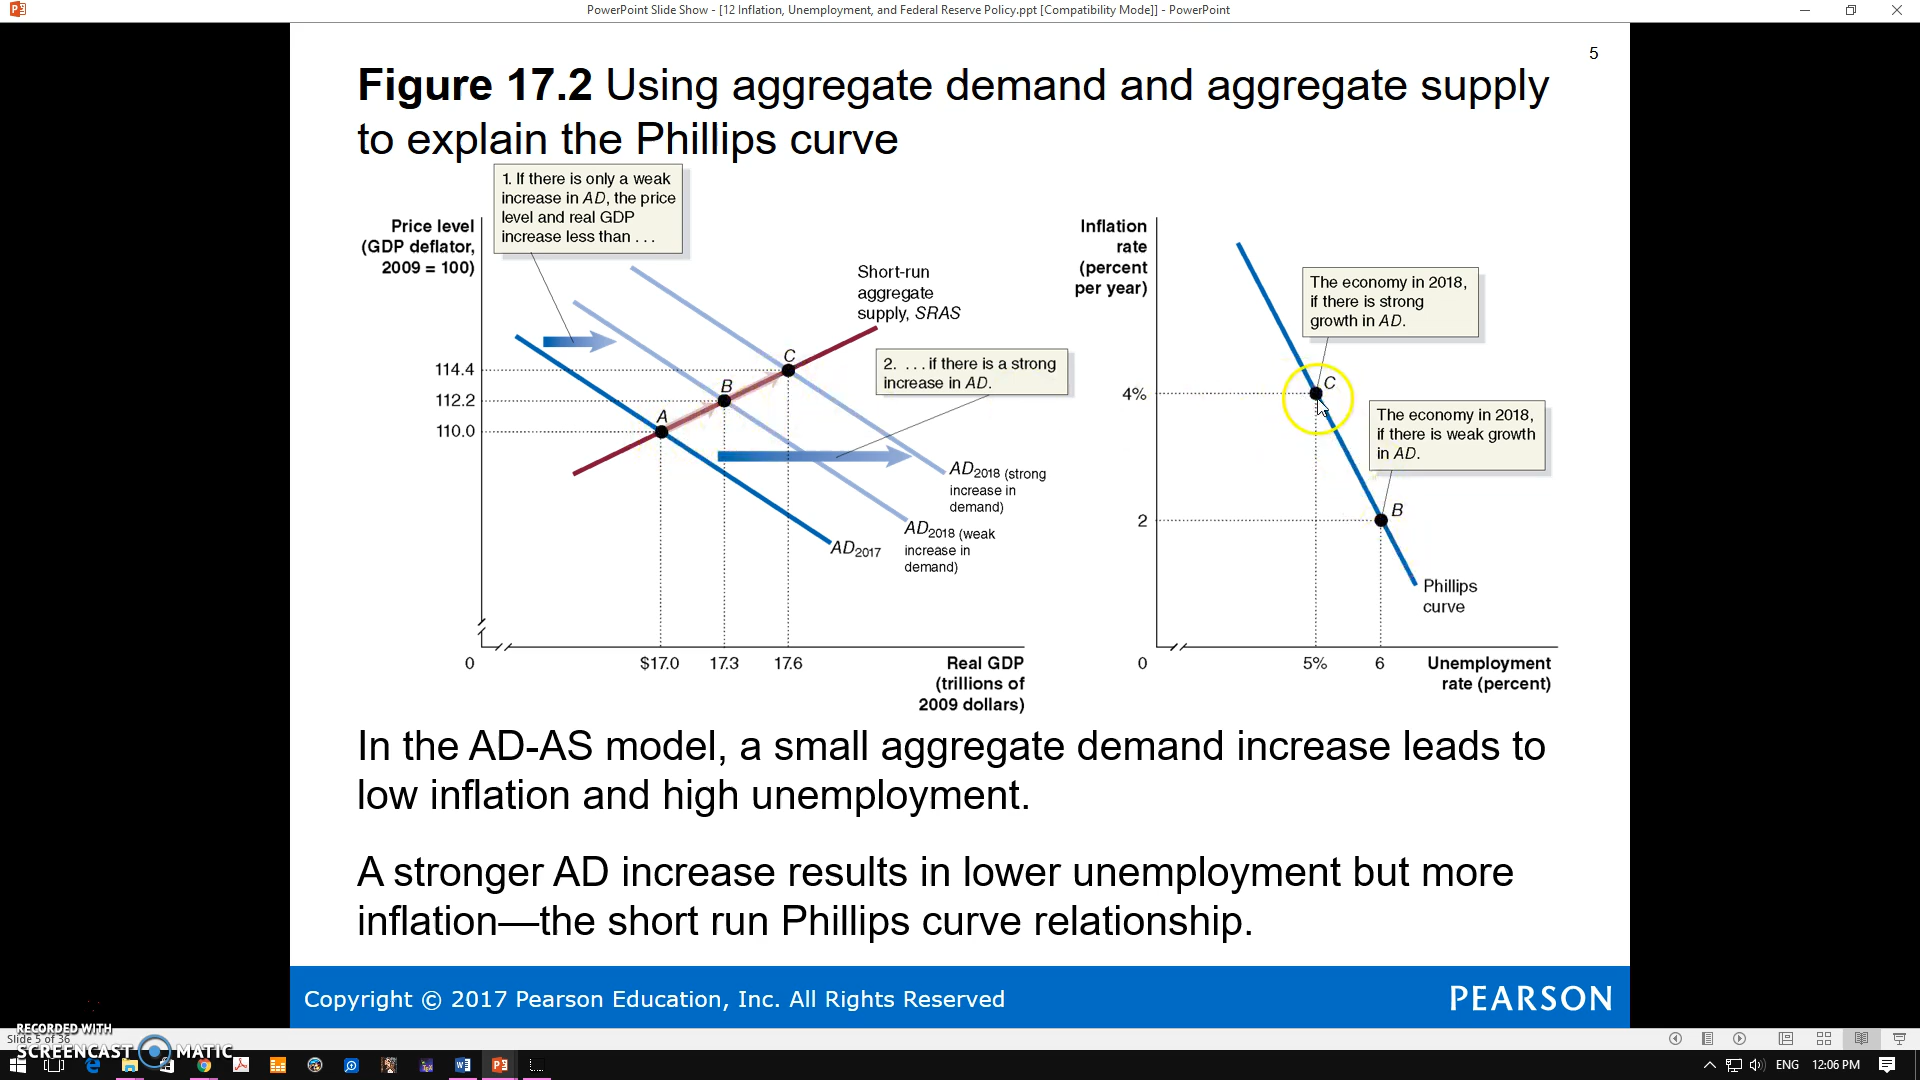 PowerPoint Slide Show - [12 Inflation, Unemployment, and Federal Reserve Policy.ppt [Compatibility Mode]] - PowerPoint
5
Figure 17.2 Using aggregate demand and aggregate supply
to explain the Phillips curve
1. If there is only a weak
increase in AD, the price
level and real GDP
increase less than . . .
Price level
(GDP deflator,
2009 = 100)
Short-run
aggregate
supply, SRAS
2. . . . if there is a strong
increase in AD.
114.4
112.2
110.0
A
B
C
AD2018 (strong
increase in
demand)
AD2018 (weak
increase in
demand)
AD2017
0
$17.0
17.3
17.6
Real GDP
(trillions of
2009 dollars)
Inflation
rate
(percent
per year)
The economy in 2018,
if there is strong
growth in AD.
C
4%
The economy in 2018,
if there is weak growth
in AD.
B
2
Phillips
curve
0
5%
6
Unemployment
rate (percent)
In the AD-AS model, a small aggregate demand increase leads to
low inflation and high unemployment.
A stronger AD increase results in lower unemployment but more
inflation—the short run Phillips curve relationship.
Copyright © 2017 Pearson Education, Inc. All Rights Reserved
PEARSON
RECORDED WITH
Slide 5 of 36
SCREENCAST MATIC
ENG
12:06 PM